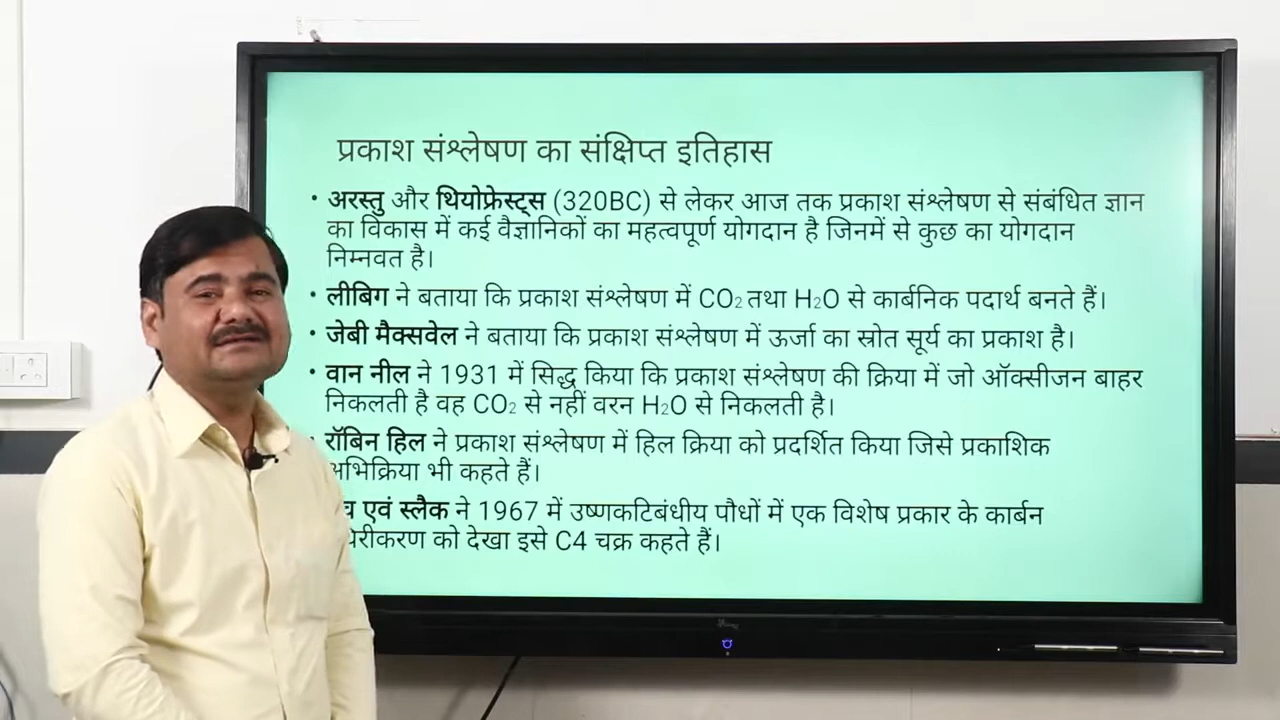 प्रकाश संश्लेषण का संक्षिप्त इतिहास
• अरस्तु और थियोफ्रेस्ट्स (320BC) से लेकर आज तक प्रकाश संश्लेषण से संबंधित ज्ञान
का विकास में कई वैज्ञानिकों का महत्वपूर्ण योगदान है जिनमें से कुछ का योगदान
निम्नवत है।
• लीबिग ने बताया कि प्रकाश संश्लेषण में CO₂ तथा H₂O से कार्बनिक पदार्थ बनते हैं।
• जेबी मैक्सवेल ने बताया कि प्रकाश संश्लेषण में ऊर्जा का स्रोत सूर्य का प्रकाश है।
• वान नील ने 1931 में सिद्ध किया कि प्रकाश संश्लेषण की क्रिया में जो ऑक्सीजन बाहर
निकलती है वह CO₂ से नहीं वरन H₂O से निकलती है।
• रॉबिन हिल ने प्रकाश संश्लेषण में हिल क्रिया को प्रदर्शित किया जिसे प्रकाशिक
अभिक्रिया भी कहते हैं।
एवं स्लैक ने 1967 में उष्णकटिबंधीय पौधों में एक विशेष प्रकार के कार्बन
को देखा इसे C4 चक्र कहते हैं।